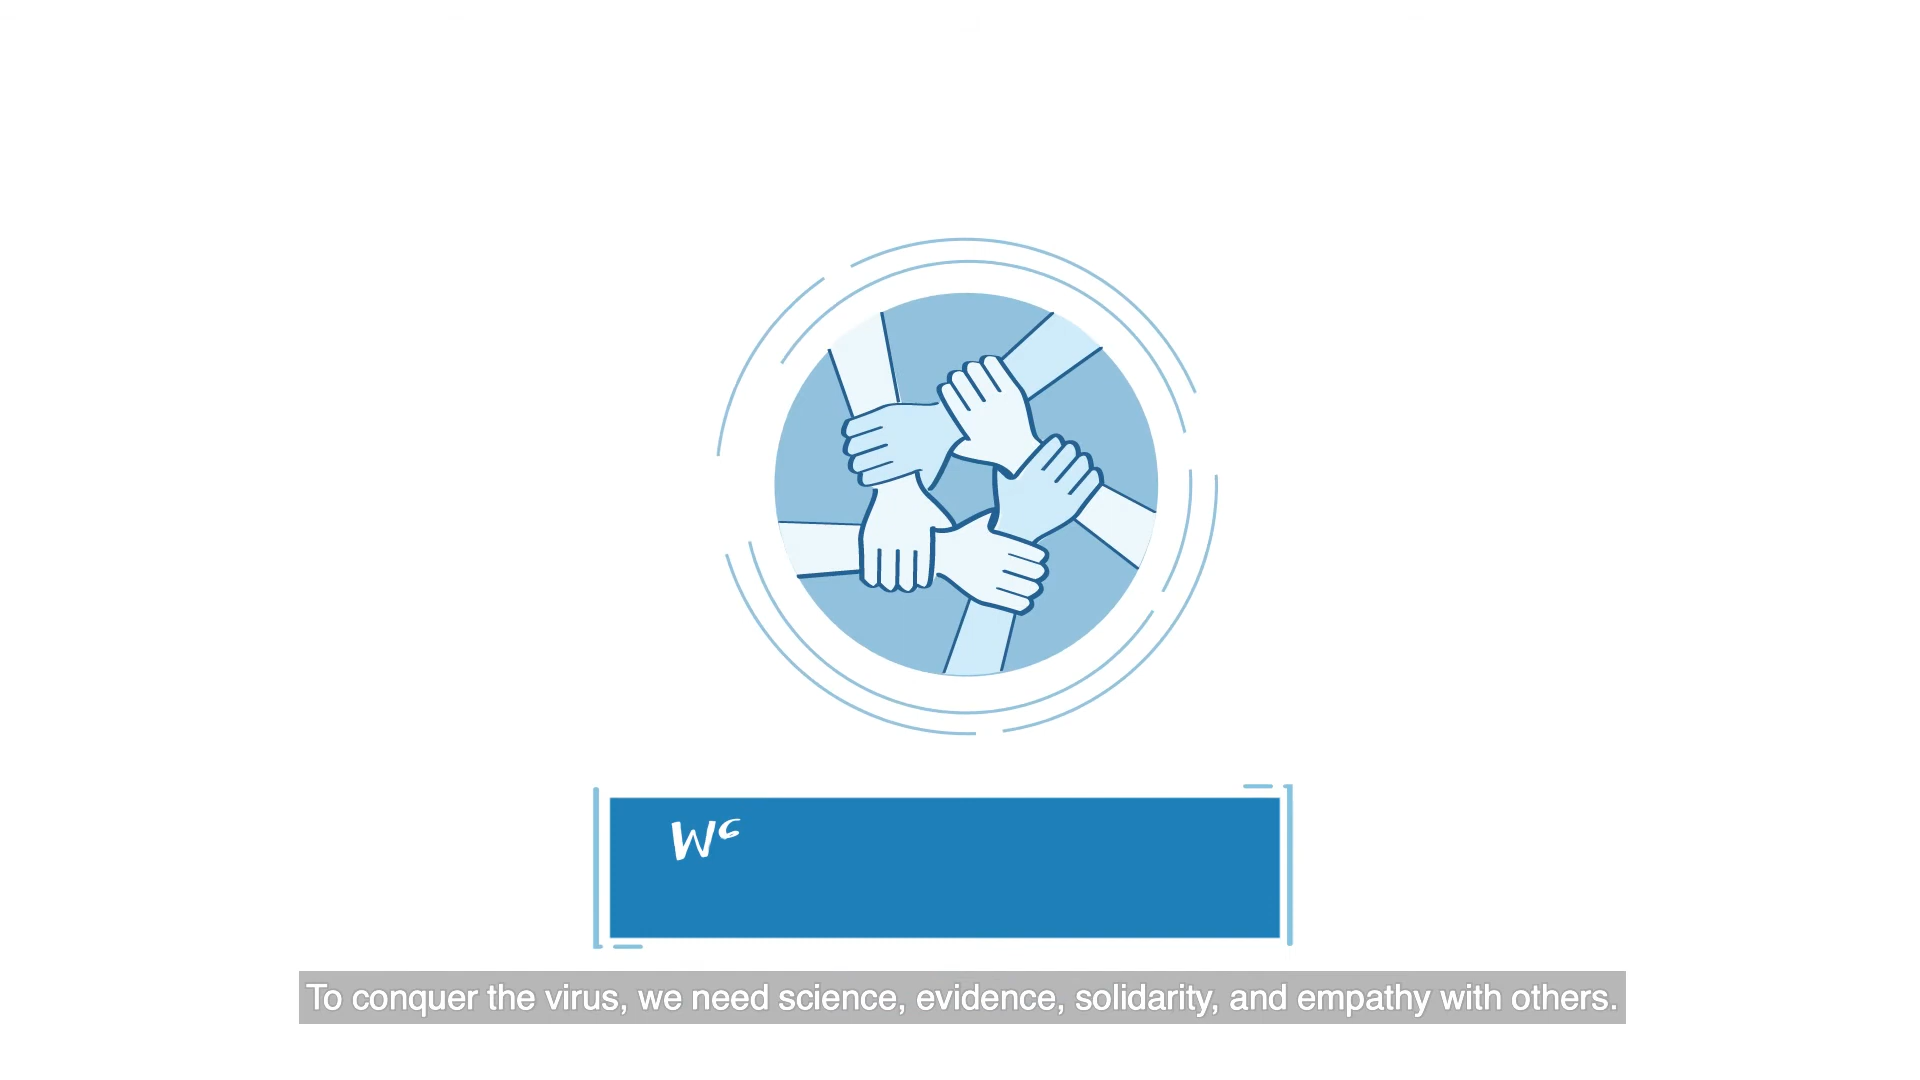 W
To conquer the virus, we need science, evidence, solidarity, and empathy with others.